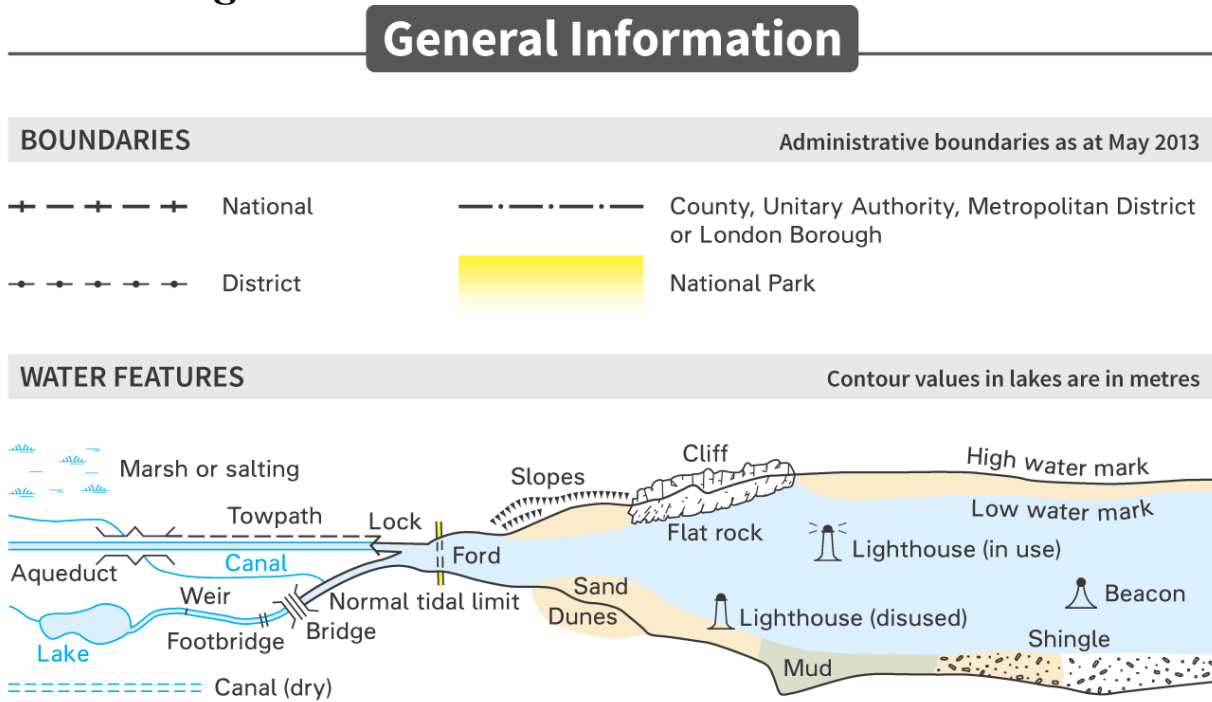 General Information
BOUNDARIES
Administrative boundaries as at May 2013
National
County, Unitary Authority, Metropolitan District
or London Borough
District
National Park
WATER FEATURES
Contour values in lakes are in metres
Marsh or salting
Slopes
Cliff
High water mark
Low water mark
Towpath
Lock
Flat rock
Lighthouse (in use)
Aqueduct
Canal
Ford
Beacon
Weir
Normal tidal limit
Sand
Dunes
Lighthouse (disused)
Footbridge
Bridge
Shingle
Lake
Mud
Canal (dry)